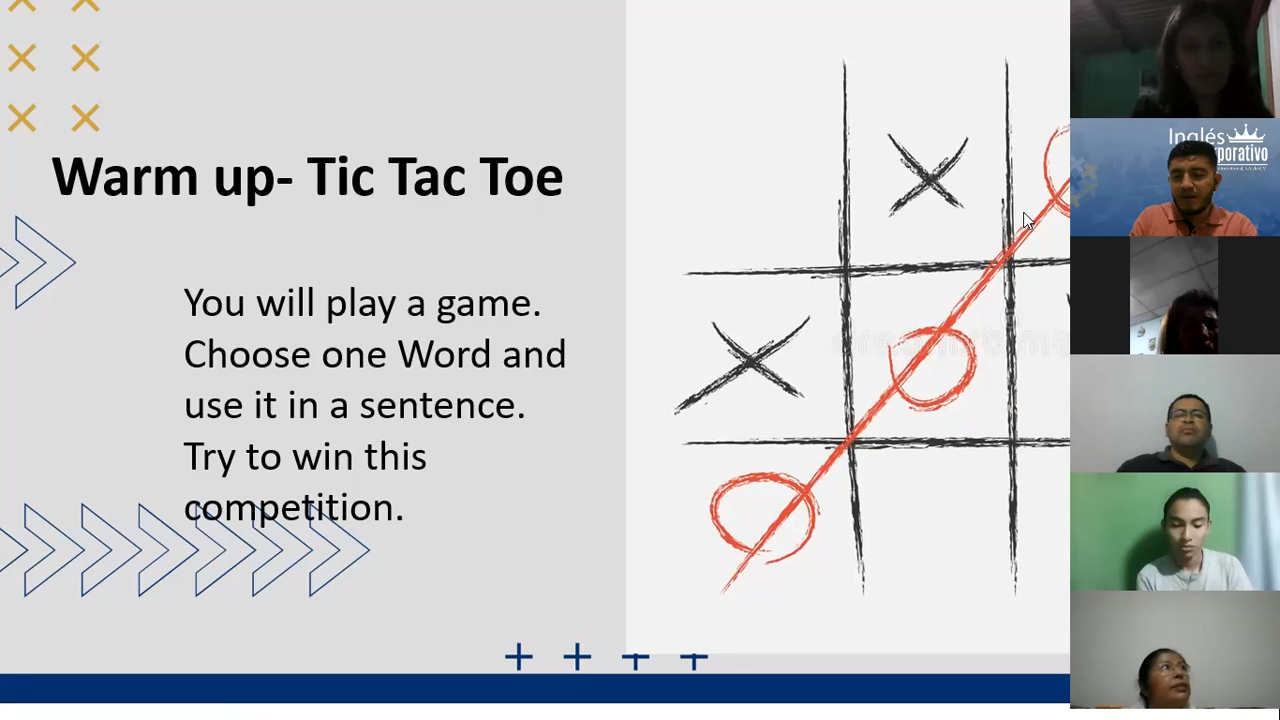 Warm up- Tic Tac Toe
You will play a game.
Choose one Word and
use it in a sentence.
Try to win this
competition.
Inglés